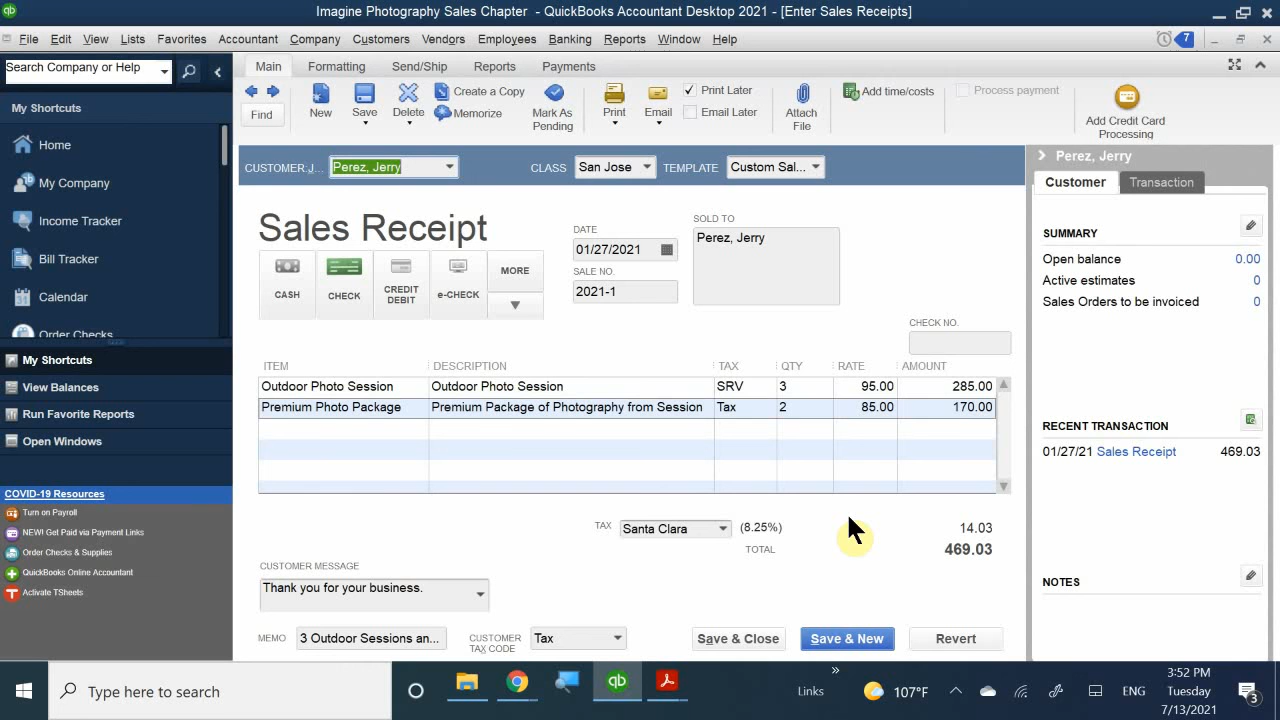 Imagine Photography Sales Chapter - QuickBooks Accountant Desktop 2021 - [Enter Sales Receipts]
File Edit View Lists Favorites Accountant Company Customers Vendors Employees Banking Reports Window Help
7
Search Company or Help
My Shortcuts
Home
My Company
Income Tracker
Bill Tracker
Calendar
Order Checks
My Shortcuts
View Balances
Run Favorite Reports
Open Windows
COVID-19 Resources
Turn on Payroll
NEW! Get Paid via Payment Links
Order Checks & Supplies
QuickBooks Online Accountant
Activate TSheets
Main Formatting Send/Ship Reports Payments
Find
New
Save
Delete
Create a Copy
Memorize
Mark As
Pending
Print
Email
Print Later
Email Later
Attach
File
Add time/costs
Process payment
Add Credit Card
Processing
CUSTOMER:J... Perez, Jerry CLASS San Jose TEMPLATE Custom Sal...
Sales Receipt
CASH
CHECK
CREDIT
DEBIT
e-CHECK
MORE
DATE
01/27/2021
SALE NO.
2021-1
SOLD TO
Perez, Jerry
CHECK NO.
ITEM DESCRIPTION TAX QTY RATE AMOUNT
Outdoor Photo Session Outdoor Photo Session SRV 3 95.00 285.00
Premium Photo Package Premium Package of Photography from Session Tax 2 85.00 170.00
TAX Santa Clara (8.25%) 14.03
TOTAL 469.03
CUSTOMER MESSAGE
Thank you for your business.
MEMO 3 Outdoor Sessions an...
CUSTOMER
TAX CODE
Tax
Save & Close
Save & New
Revert
Perez, Jerry
Customer Transaction
SUMMARY
Open balance 0.00
Active estimates 0
Sales Orders to be invoiced 0
RECENT TRANSACTION
01/27/21 Sales Receipt 469.03
NOTES
Type here to search
Links
107°F
ENG
3:52 PM
Tuesday
7/13/2021
3